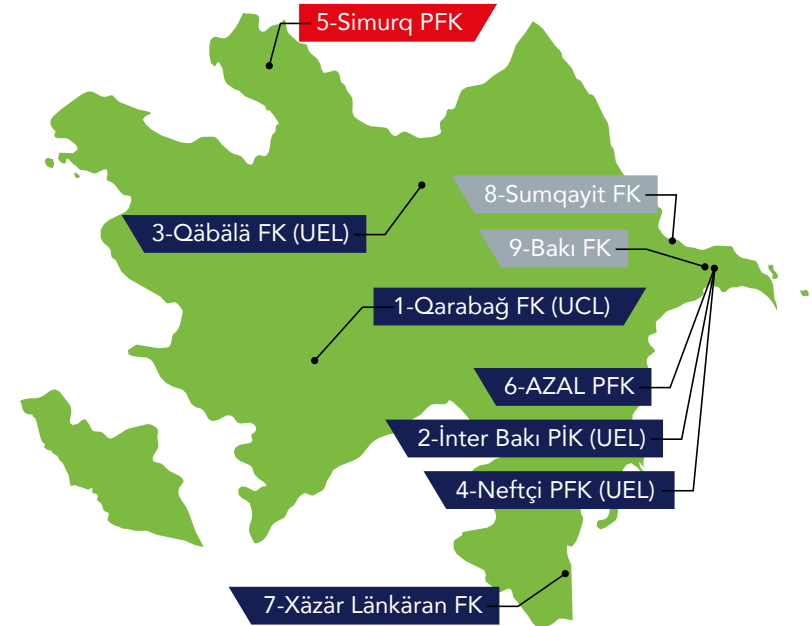 5-Simurq PFK
8-Sumqayit FK
3-Qäbälä FK (UEL)
9-Bakı FK
1-Qarabağ FK (UCL)
6-AZAL PFK
2-İnter Bakı PİK (UEL)
4-Neftçi PFK (UEL)
7-Xäzär Länkäran FK